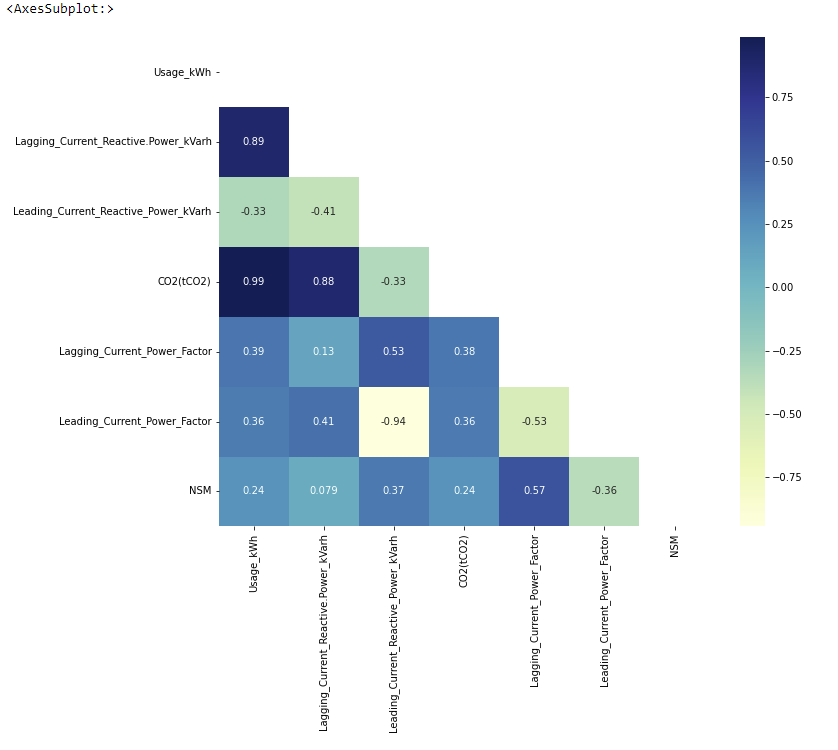 <AxesSubplot:>
Usage_kWh
Lagging_Current_Reactive.Power_kVarh
0.89
Leading_Current_Reactive_Power_kVarh
-0.33 -0.41
CO2(tCO2)
0.99 0.88 -0.33
Lagging_Current_Power_Factor
0.39 0.13 0.53 0.38
Leading_Current_Power_Factor
0.36 0.41 -0.94 0.36 -0.53
NSM
0.24 0.079 0.37 0.24 0.57 -0.36
Usage_kWh
Lagging_Current_Reactive.Power_kVarh
Leading_Current_Reactive_Power_kVarh
CO2(tCO2)
Lagging_Current_Power_Factor
Leading_Current_Power_Factor
NSM
0.75
0.50
0.25
0.00
−0.25
−0.50
−0.75